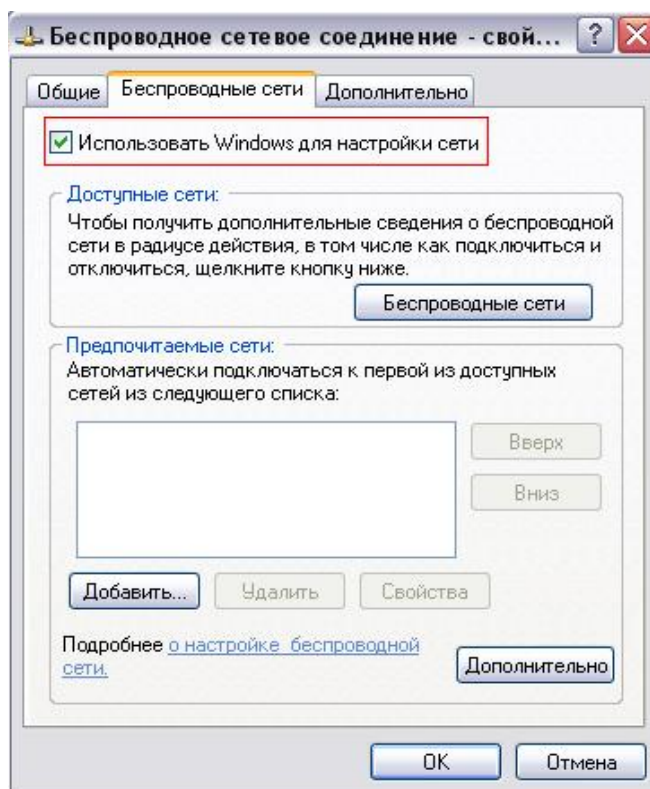 Беспроводное сетевое соединение - свой...
Общие
Беспроводные сети
Дополнительно
Использовать Windows для настройки сети
Доступные сети:
Чтобы получить дополнительные сведения о беспроводной
сети в радиусе действия, в том числе как подключиться и
отключиться, щелкните кнопку ниже.
Беспроводные сети
Предпочитаемые сети:
Автоматически подключаться к первой из доступных
сетей из следующего списка:
Вверх
Вниз
Добавить...
Удалить
Свойства
Подробнее о настройке беспроводной
сети.
Дополнительно
OK
Отмена